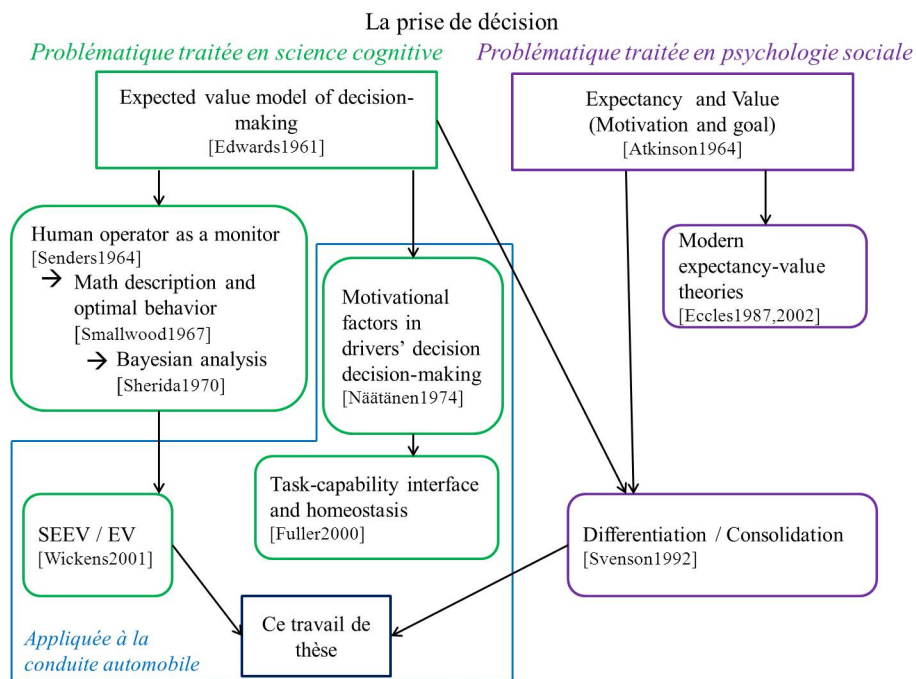 La prise de décision
Problématique traitée en science cognitive
Problématique traitée en psychologie sociale
Expected value model of decision-
making
[Edwards1961]
Expectancy and Value
(Motivation and goal)
[Atkinson1964]
Human operator as a monitor
[Senders1964]
→ Math description and
optimal behavior
[Smallwood1967]
→ Bayesian analysis
[Sherida1970]
Motivational
factors in
drivers' decision
decision-making
[Näätänen1974]
Modern
expectancy-value
theories
[Eccles1987,2002]
Task-capability interface
and homeostasis
[Fuller2000]
SEEV / EV
[Wickens2001]
Differentiation / Consolidation
[Svenson1992]
Ce travail de
thèse
Appliquée à la
conduite automobile